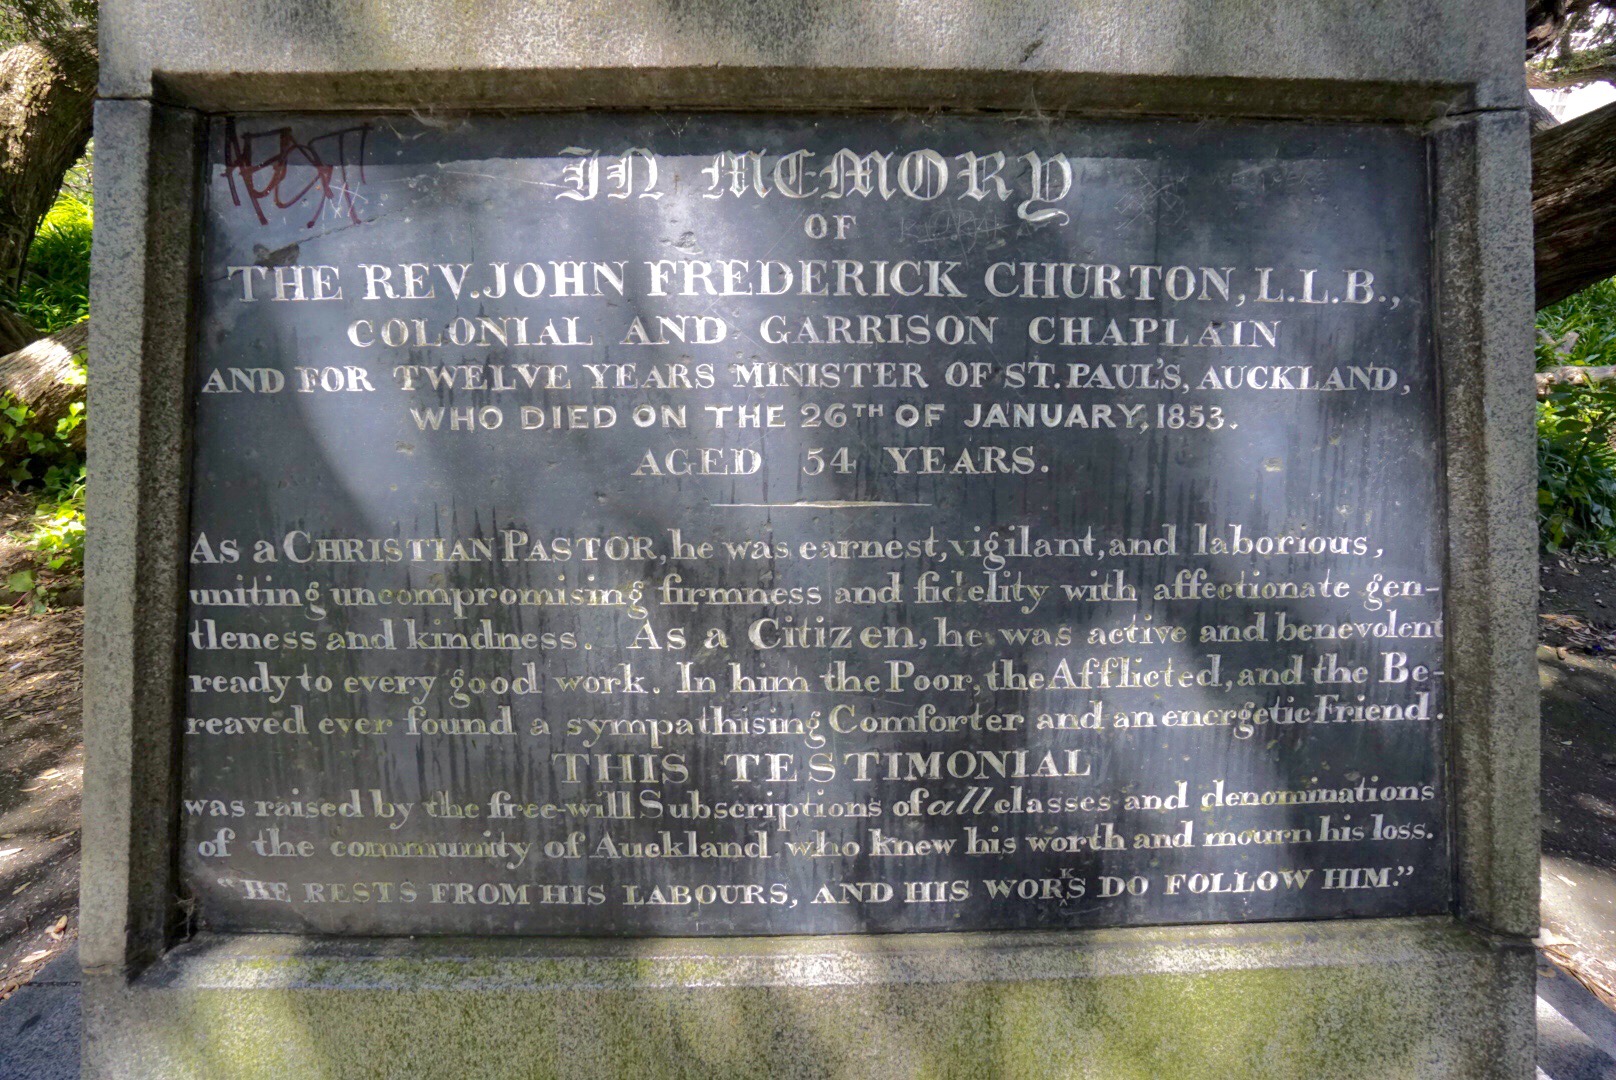 In Memory
OF
THE REV. JOHN FREDERICK CHURTON, L.L.B.,
COLONIAL AND GARRISON CHAPLAIN
AND FOR TWELVE YEARS MINISTER OF ST. PAUL'S, AUCKLAND,
WHO DIED ON THE 26TH OF JANUARY, 1853.
AGED 54 YEARS.
As a CHRISTIAN PASTOR, he was earnest, vigilant, and laborious,
uniting uncompromising firmness and fidelity with affectionate gen-
tleness and kindness. As a Citizen, he was active and benevolent
ready to every good work. In him the Poor, the Afflicted, and the Be-
reaved ever found a sympathising Comforter and an energetic Friend.
THIS TESTIMONIAL
was raised by the free-will Subscriptions of all classes and denominations
of the community of Auckland who knew his worth and mourn his loss.
"HE RESTS FROM HIS LABOURS, AND HIS WORKS DO FOLLOW HIM."